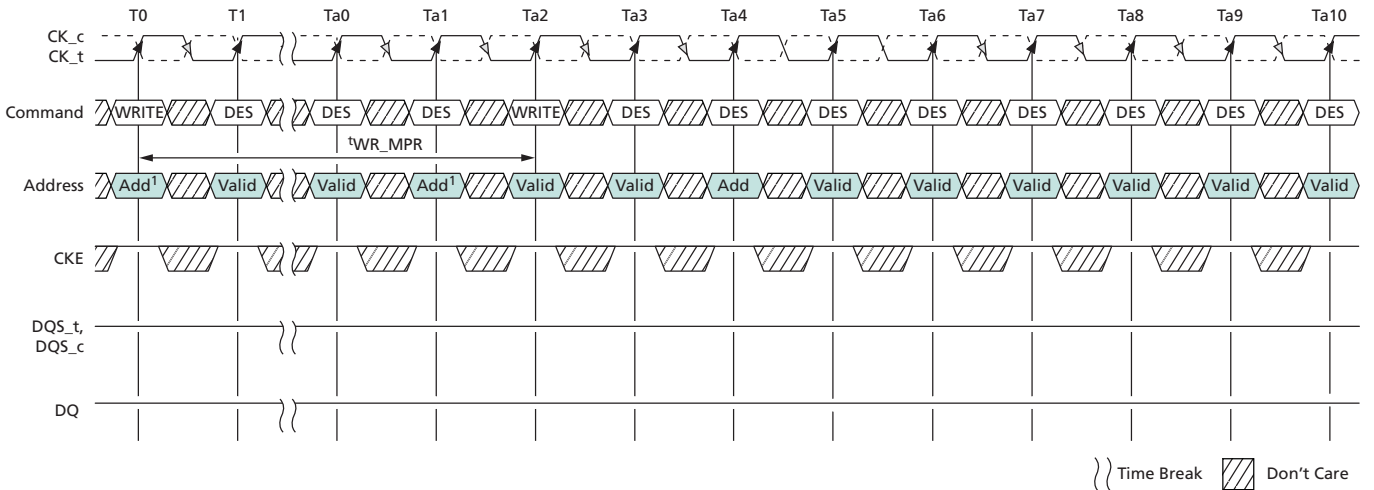 T0 T1 Ta0 Ta1 Ta2 Ta3 Ta4 Ta5 Ta6 Ta7 Ta8 Ta9 Ta10
CK_c
CK_t
Command WRITE DES DES DES WRITE DES DES DES DES DES DES DES DES
tWR_MPR
Address Add1 Valid Valid Add1 Valid Valid Add Valid Valid Valid Valid Valid Valid
CKE
DQS_t,
DQS_c
DQ
Time Break Don't Care